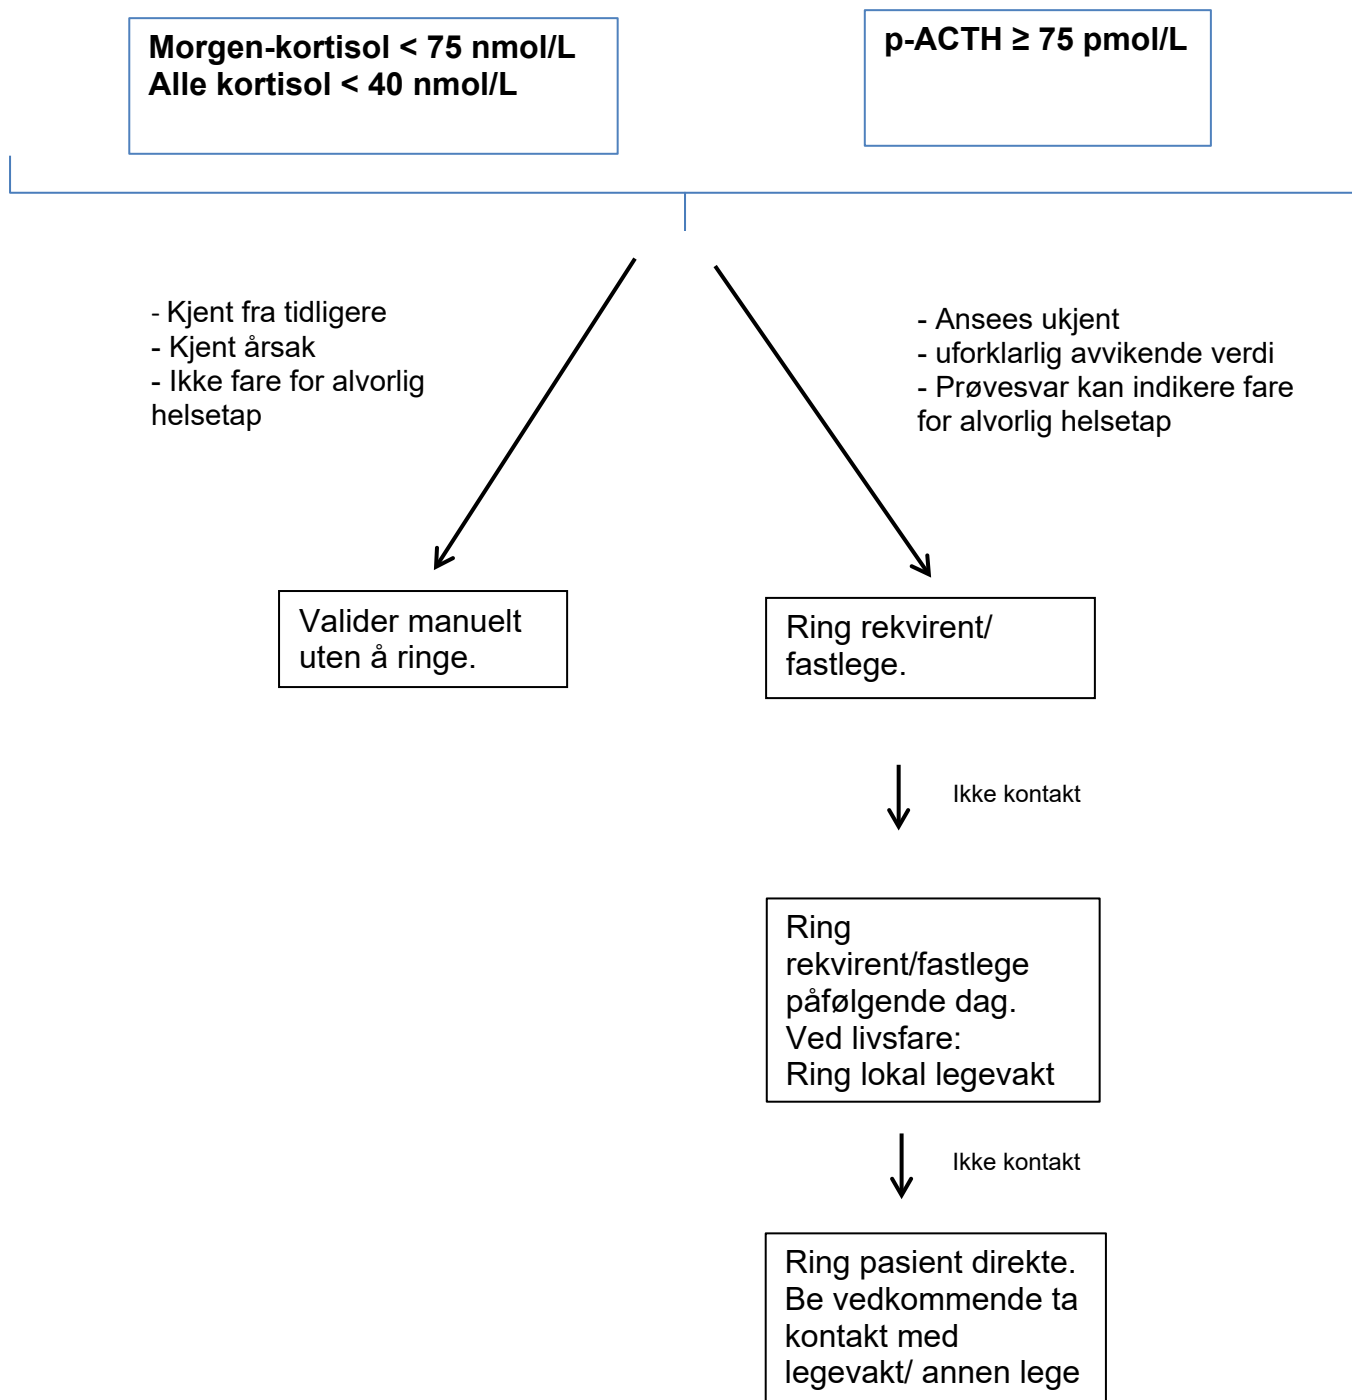 Morgen-kortisol < 75 nmol/L
Alle kortisol < 40 nmol/L
p-ACTH ≥ 75 pmol/L
- Kjent fra tidligere
- Kjent årsak
- Ikke fare for alvorlig
helsetap
- Ansees ukjent
- uforklarlig avvikende verdi
- Prøvesvar kan indikere fare
for alvorlig helsetap
Valider manuelt
uten å ringe.
Ring rekvirent/
fastlege.
Ikke kontakt
Ring
rekvirent/fastlege
påfølgende dag.
Ved livsfare:
Ring lokal legevakt
Ikke kontakt
Ring pasient direkte.
Be vedkommende ta
kontakt med
legevakt/ annen lege